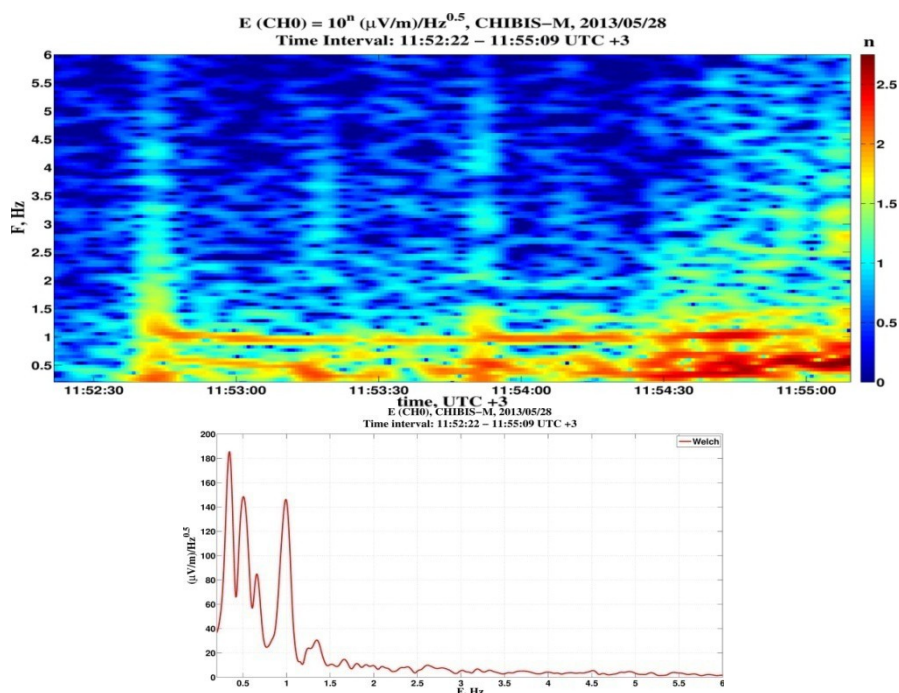 E (CH0) = 10ⁿ (μV/m)/Hz⁰·⁵, CHIBIS−M, 2013/05/28
Time Interval: 11:52:22 − 11:55:09 UTC +3
n
6
5.5
5
4.5
4
3.5
3
2.5
2
1.5
1
0.5
F, Hz
2.5
2
1.5
1
0.5
0
11:52:30 11:53:00 11:53:30 11:54:00 11:54:30 11:55:00
time, UTC +3
E (CH0), CHIBIS−M, 2013/05/28
Time interval: 11:52:22 − 11:55:09 UTC +3
Welch
200
180
160
140
120
100
80
60
40
20
0
(μV/m)/Hz⁰·⁵
0.5 1 1.5 2 2.5 3 3.5 4 4.5 5 5.5 6
F, Hz